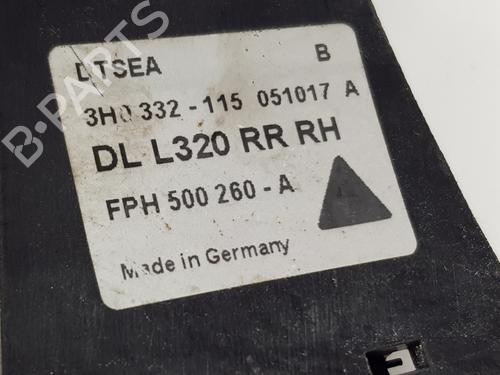 DTSEA B
3H0 332 - 115 051017 A
DL L320 RR RH
FPH 500 260 - A
Made in Germany
B-PARTS